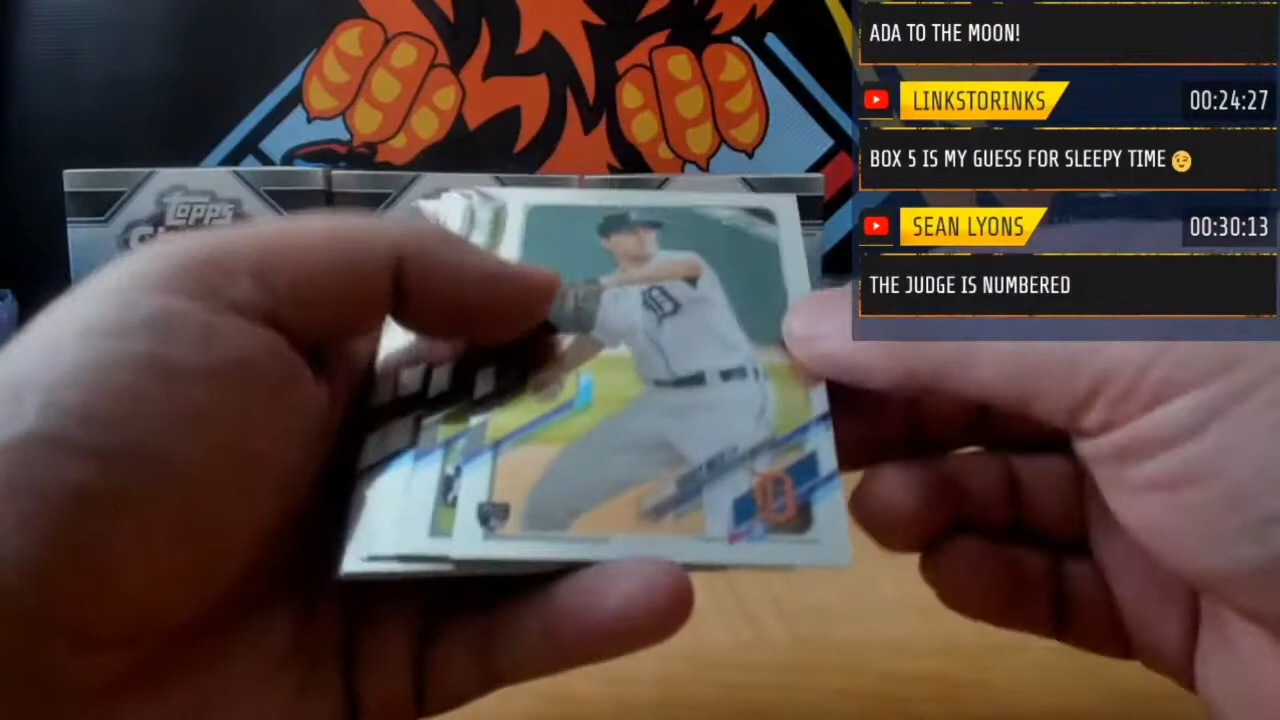 ADA TO THE MOON!
LINKSTORINKS 00:24:27
BOX 5 IS MY GUESS FOR SLEEPY TIME 😉
SEAN LYONS 00:30:13
THE JUDGE IS NUMBERED
Topps
D
D